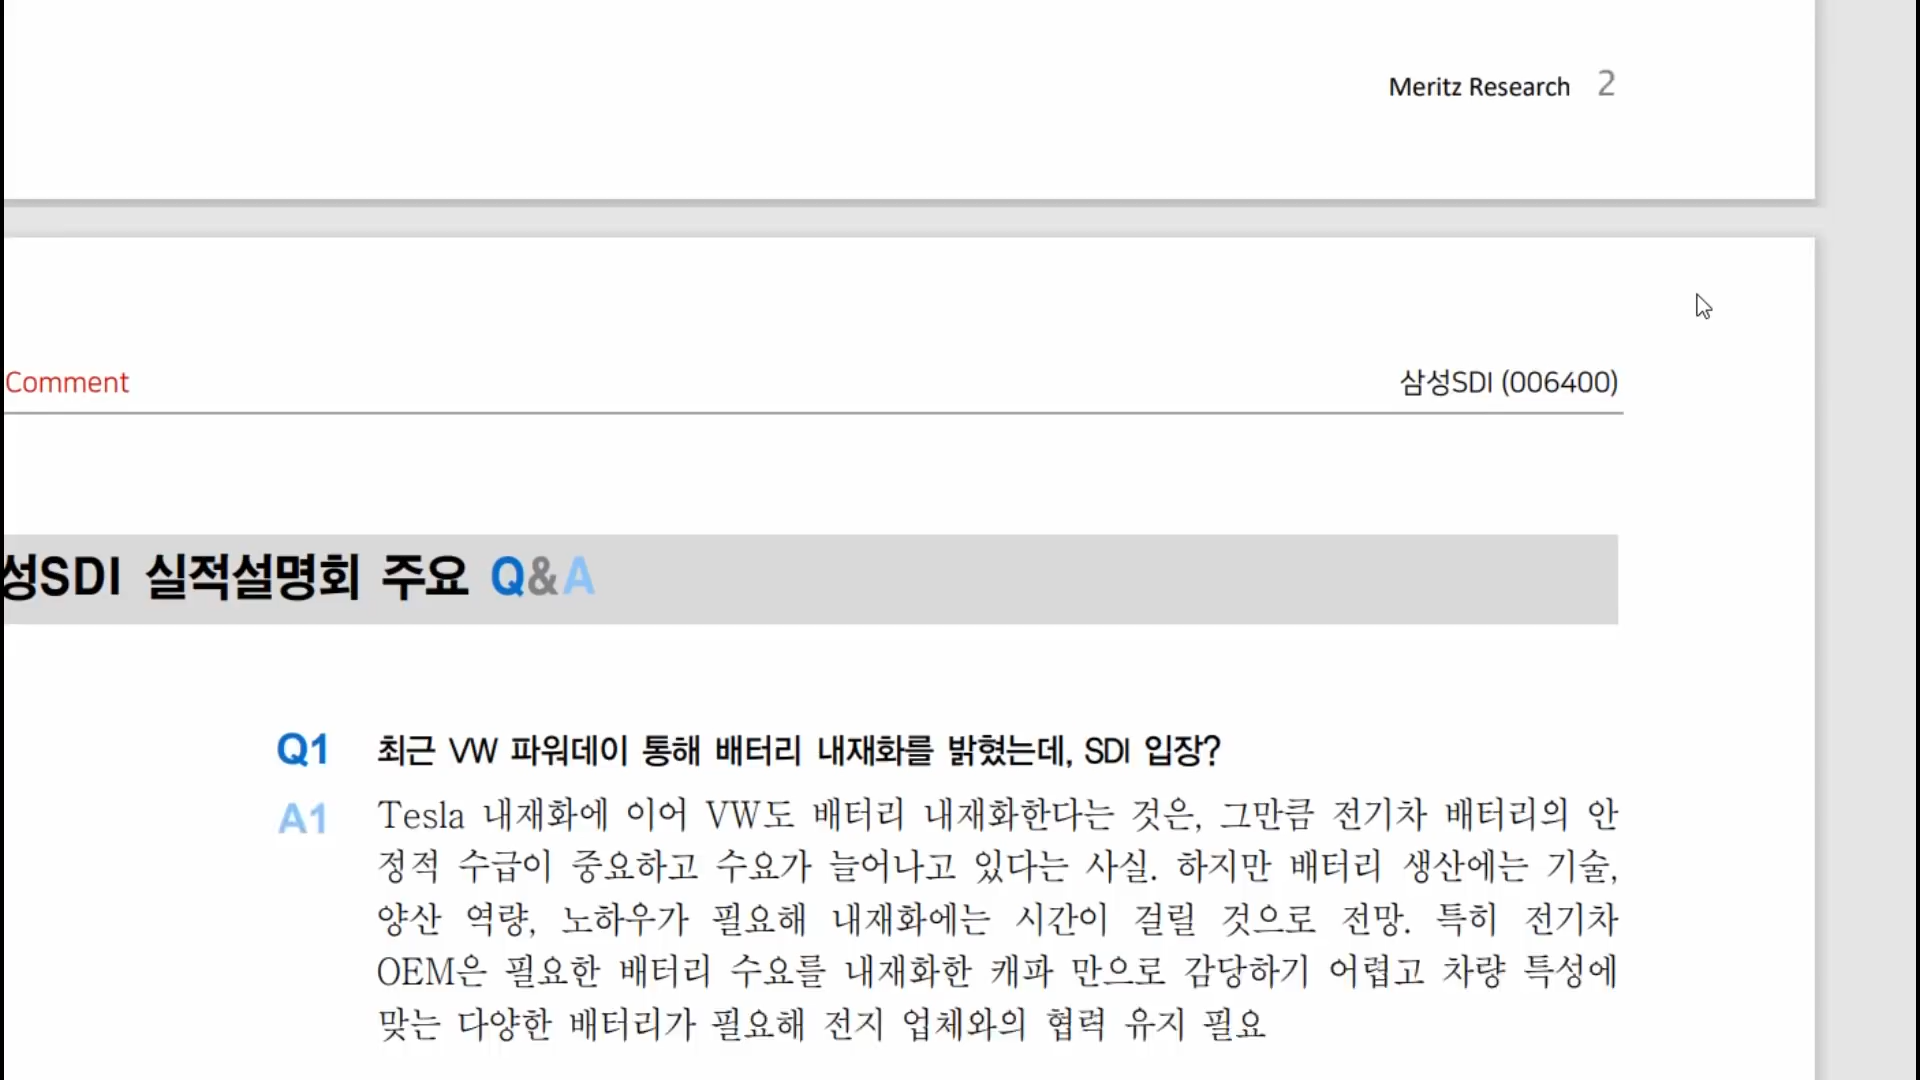 Meritz Research 2
Comment
삼성SDI (006400)
성SDI 실적설명회 주요 Q&A
Q1 최근 VW 파워데이 통해 배터리 내재화를 밝혔는데, SDI 입장?
A1 Tesla 내재화에 이어 VW도 배터리 내재화한다는 것은, 그만큼 전기차 배터리의 안
정적 수급이 중요하고 수요가 늘어나고 있다는 사실. 하지만 배터리 생산에는 기술,
양산 역량, 노하우가 필요해 내재화에는 시간이 걸릴 것으로 전망. 특히 전기차
OEM은 필요한 배터리 수요를 내재화한 캐파 만으로 감당하기 어렵고 차량 특성에
맞는 다양한 배터리가 필요해 전지 업체와의 협력 유지 필요